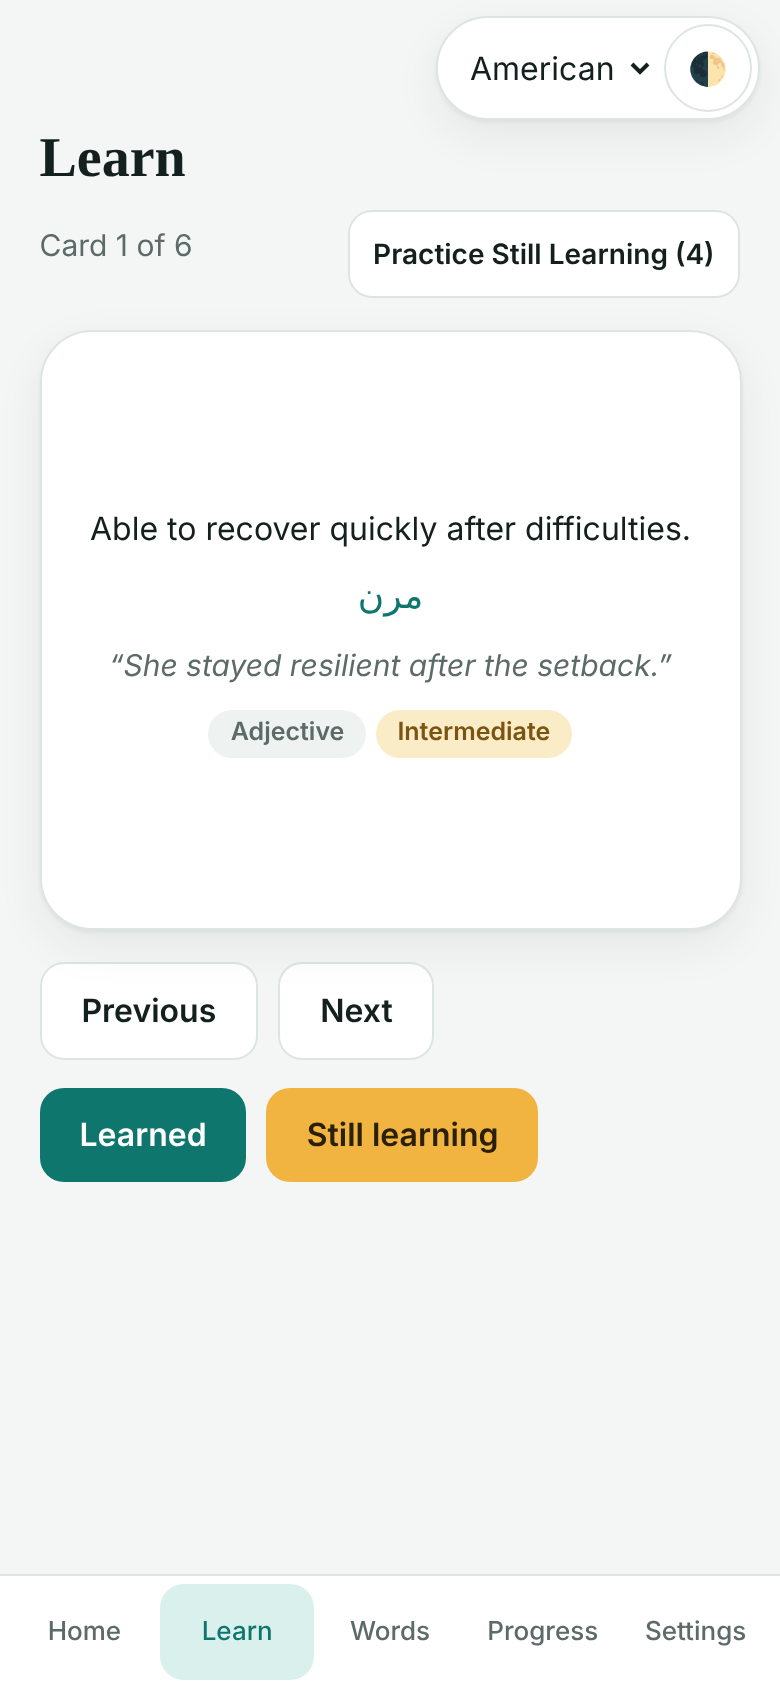 American
Learn
Card 1 of 6
Practice Still Learning (4)
Able to recover quickly after difficulties.
مرن
“She stayed resilient after the setback.”
Adjective Intermediate
Previous Next
Learned Still learning
Home Learn Words Progress Settings